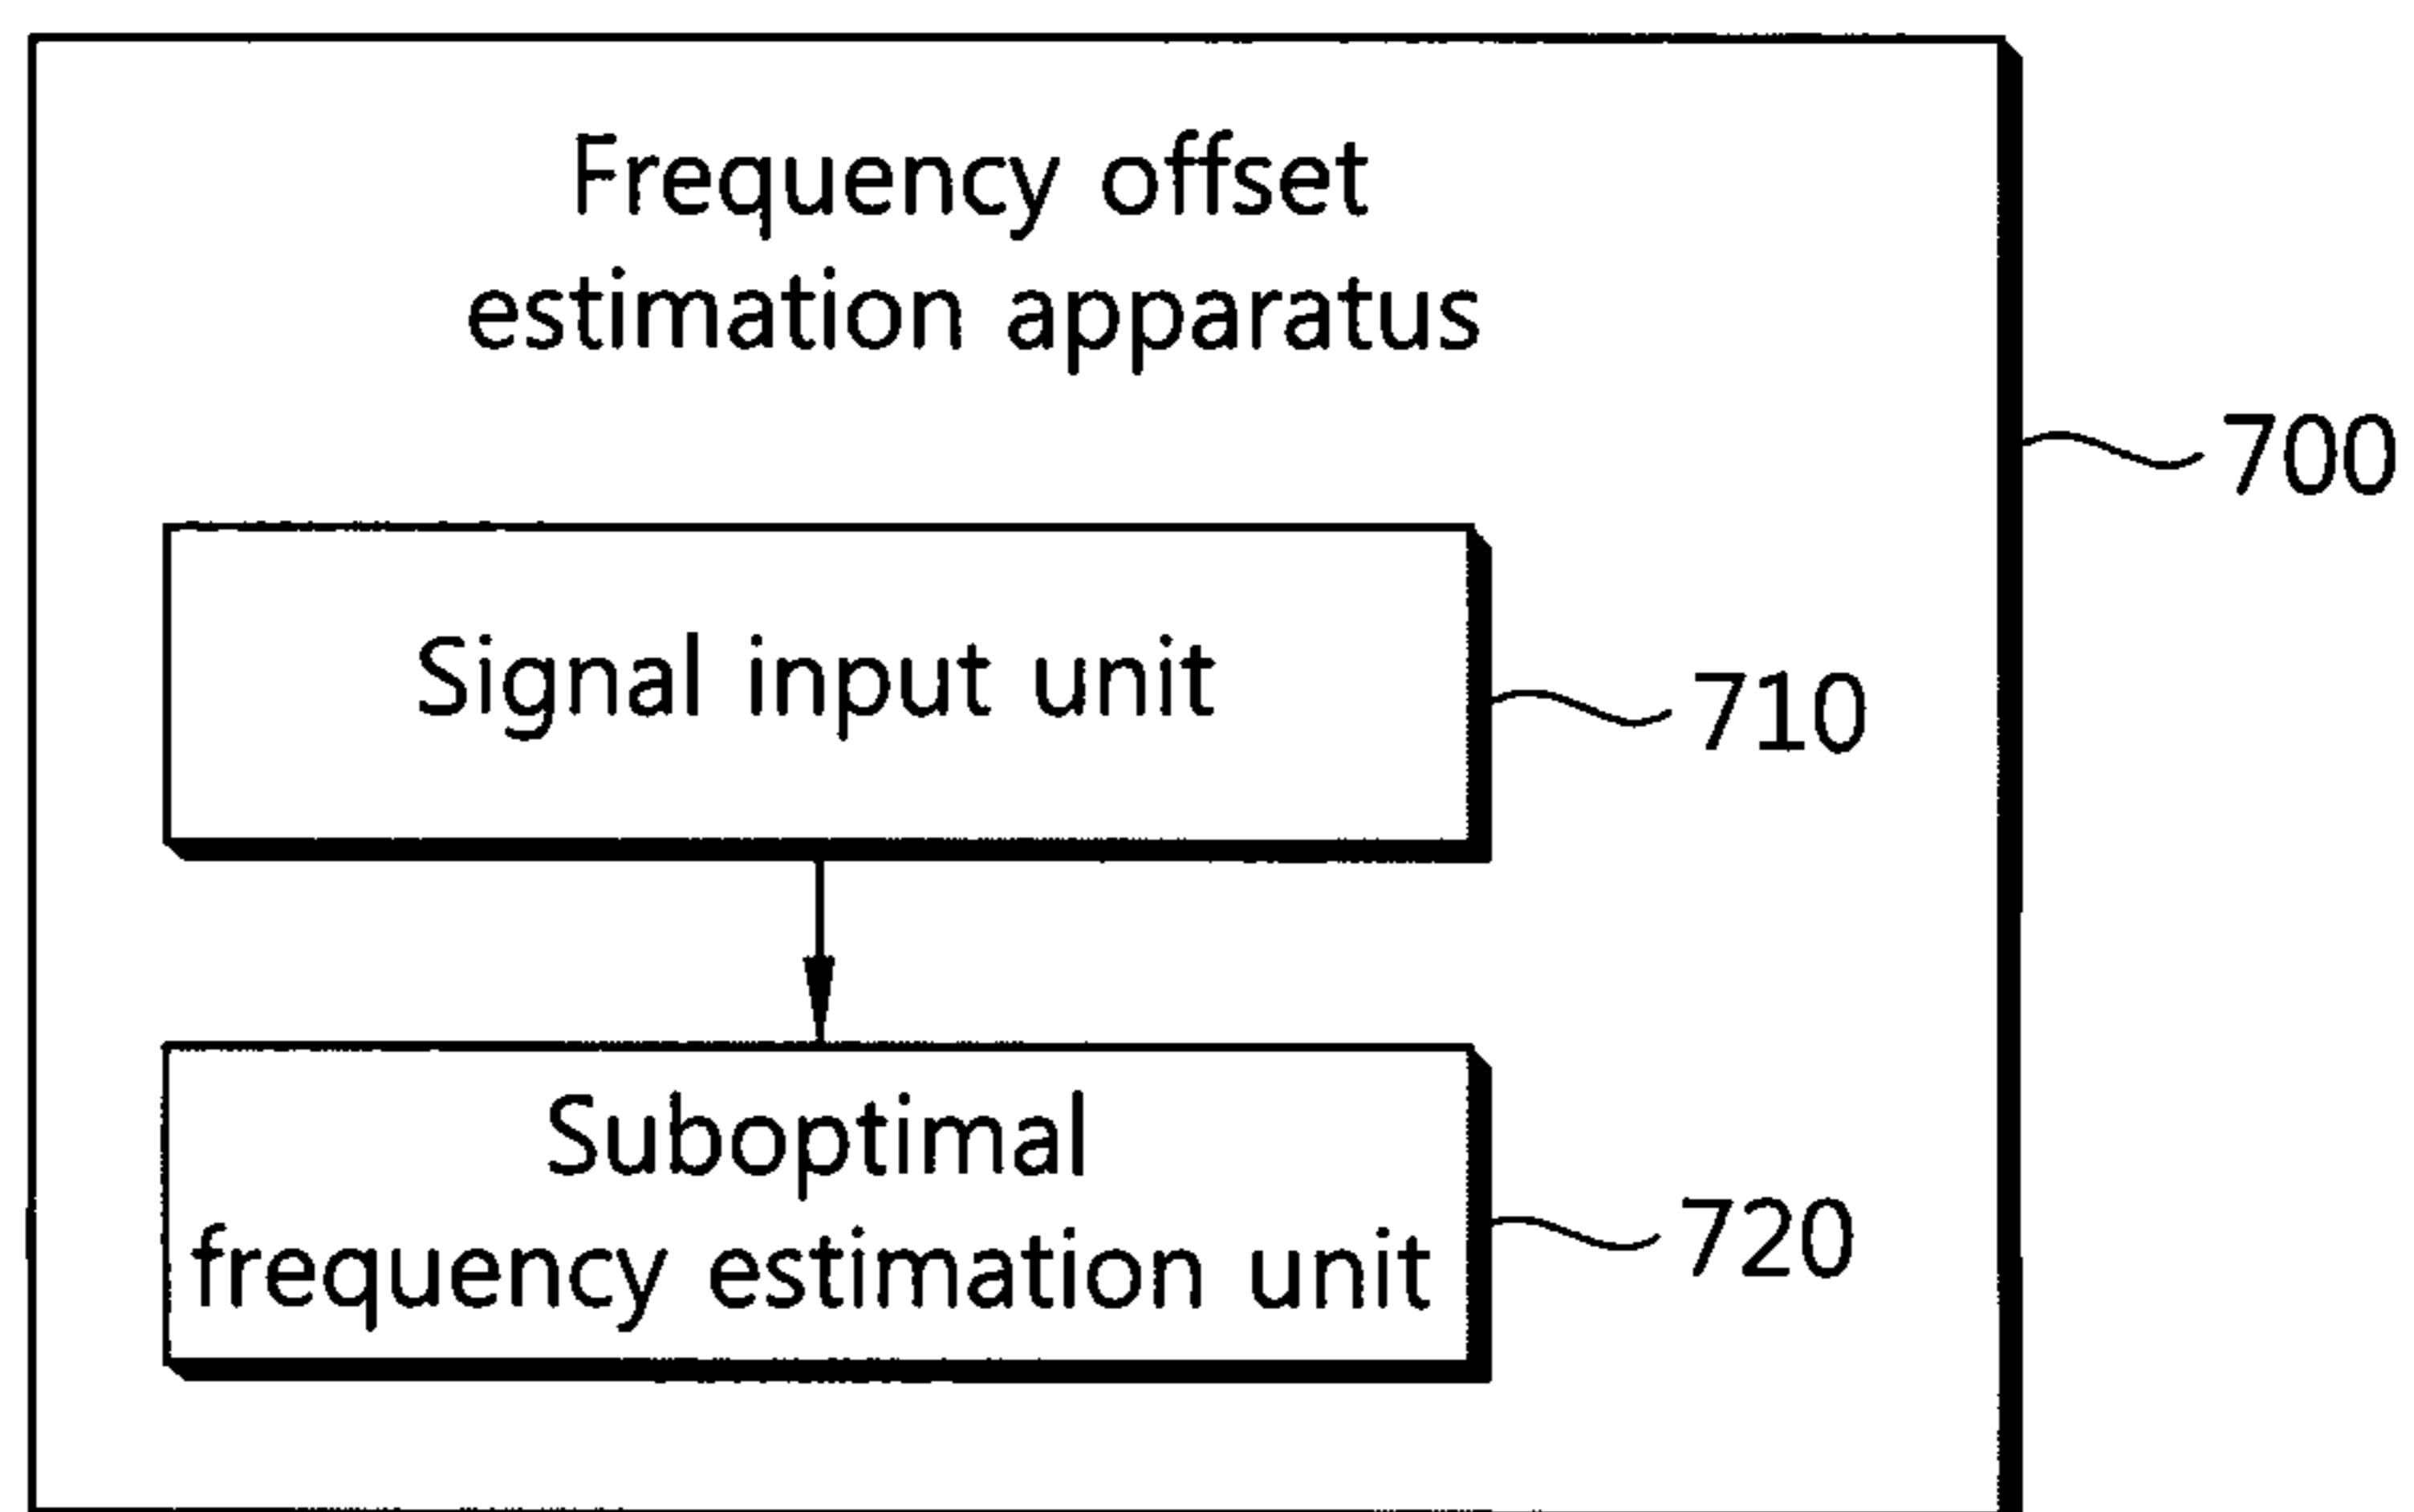 Frequency offset
estimation apparatus
700
Signal input unit
710
Suboptimal
frequency estimation unit
720